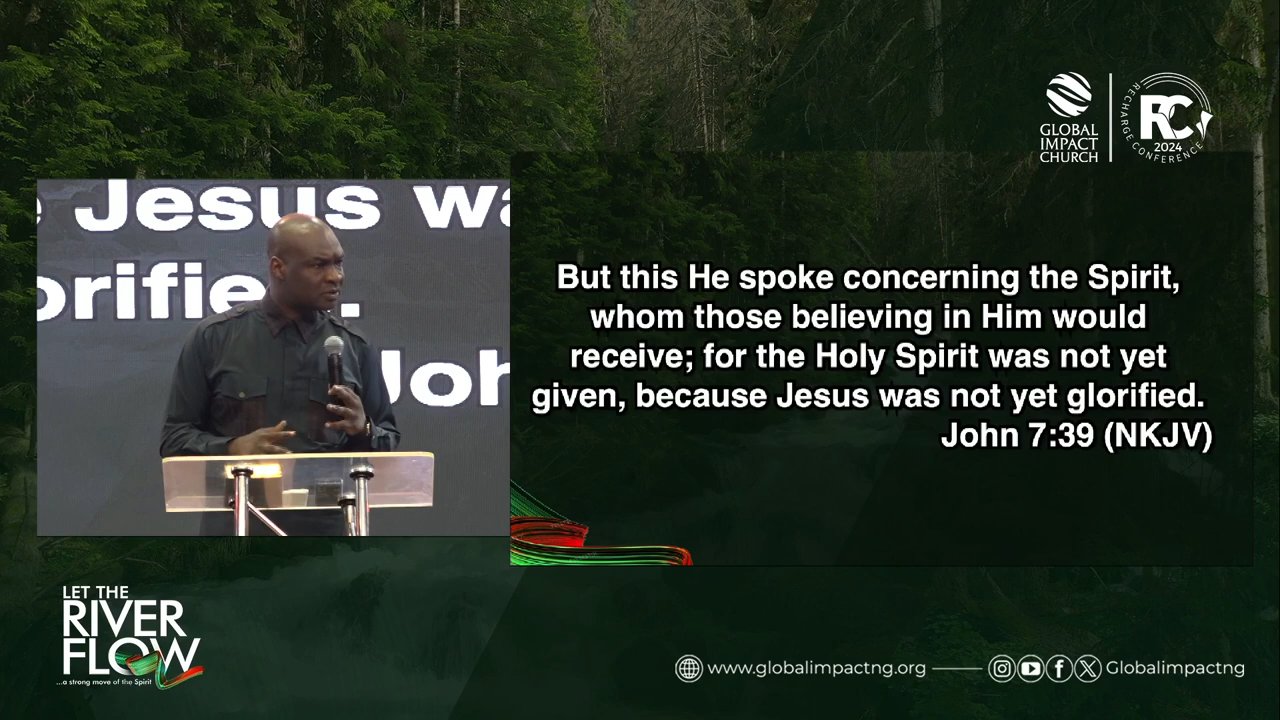 GLOBAL
IMPACT
CHURCH
RECHARGE CONFERENCE
RC
2024
Jesus wa
orifie .
Joh
But this He spoke concerning the Spirit,
whom those believing in Him would
receive; for the Holy Spirit was not yet
given, because Jesus was not yet glorified.
John 7:39 (NKJV)
LET THE
RIVER
FLOW
...a strong move of the Spirit
www.globalimpactng.org
Globalimpactng